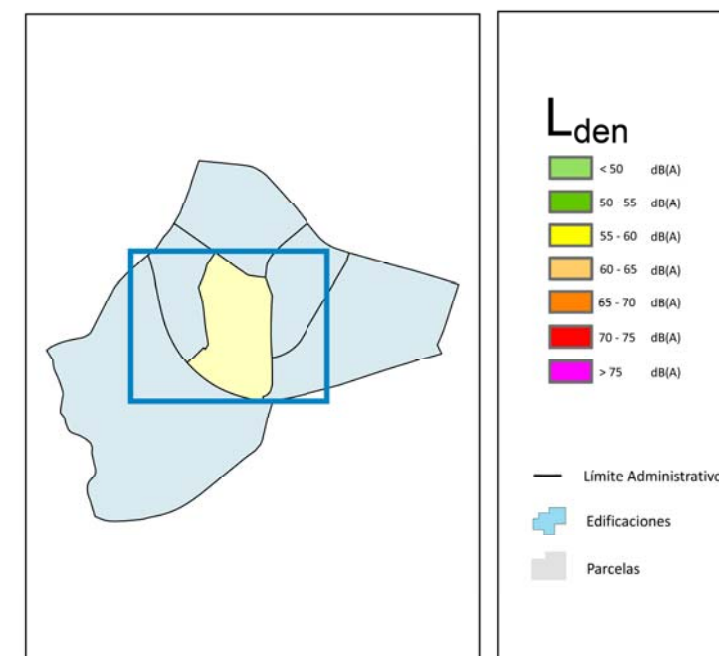 Lden
< 50 dB(A)
50 - 55 dB(A)
55 - 60 dB(A)
60 - 65 dB(A)
65 - 70 dB(A)
70 - 75 dB(A)
> 75 dB(A)
Límite Administrativo
Edificaciones
Parcelas